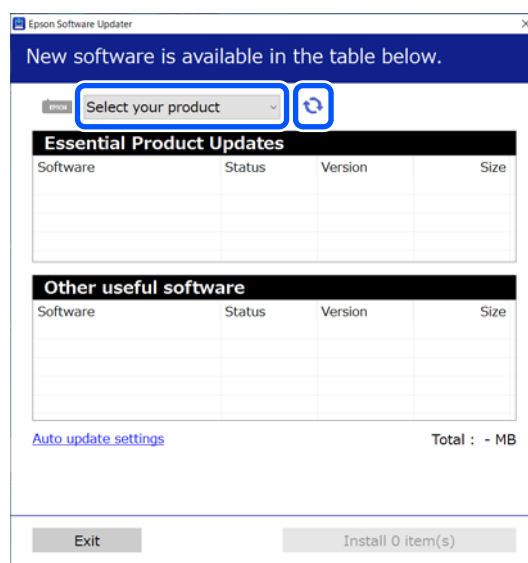 Epson Software Updater
New software is available in the table below.
EPSON Select your product
Essential Product Updates
Software Status Version Size
Other useful software
Software Status Version Size
Auto update settings Total : - MB
Exit Install 0 item(s)